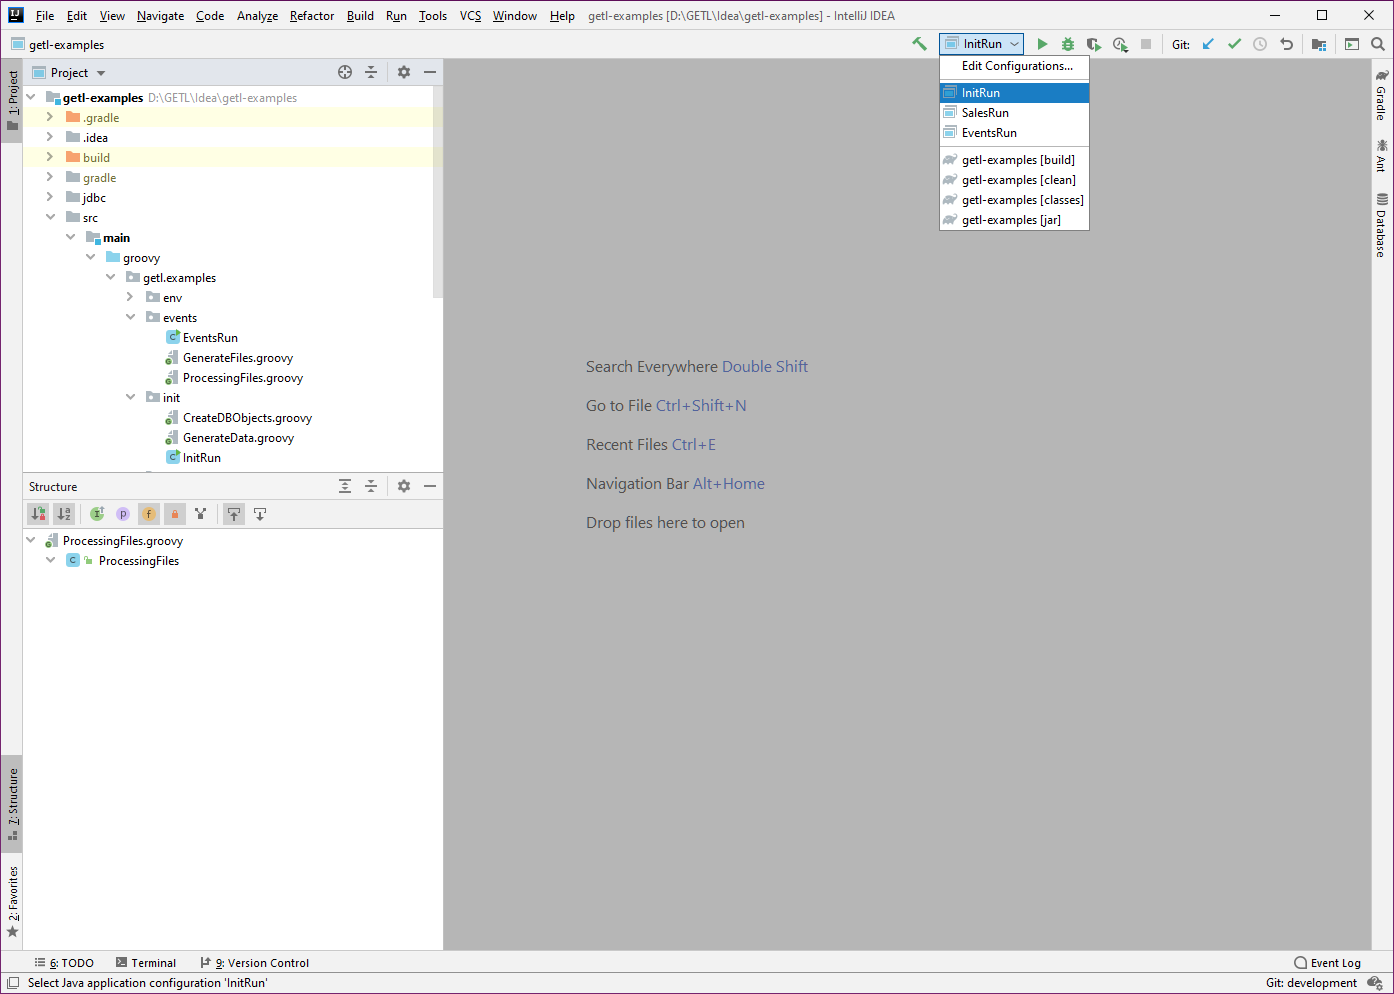 File Edit View Navigate Code Analyze Refactor Build Run Tools VCS Window Help getl-examples [D:\GETL\Idea\getl-examples] - IntelliJ IDEA
getl-examples
InitRun
Git:
Edit Configurations...
InitRun
SalesRun
EventsRun
getl-examples [build]
getl-examples [clean]
getl-examples [classes]
getl-examples [jar]
1: Project
Project
getl-examples D:\GETL\Idea\getl-examples
.gradle
.idea
build
gradle
jdbc
src
main
groovy
getl.examples
env
events
EventsRun
GenerateFiles.groovy
ProcessingFiles.groovy
init
CreateDBObjects.groovy
GenerateData.groovy
InitRun
Structure
ProcessingFiles.groovy
ProcessingFiles
Search Everywhere Double Shift
Go to File Ctrl+Shift+N
Recent Files Ctrl+E
Navigation Bar Alt+Home
Drop files here to open
Gradle
Ant
Database
7: Structure
2: Favorites
6: TODO Terminal 9: Version Control Event Log
Select Java application configuration 'InitRun' Git: development